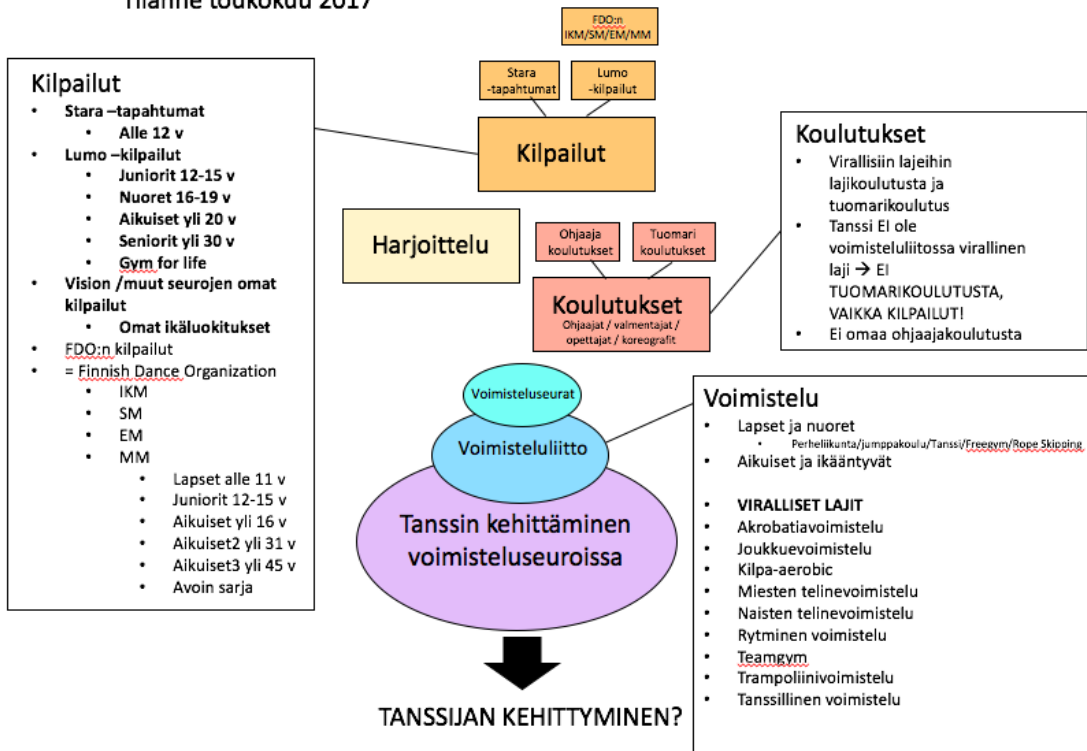 Tilanne toukokuu 2017
FDO:n
IKM/SM/EM/MM
Stara
-tapahtumat
Lumo
-kilpailut
Kilpailut
Kilpailut
• Stara –tapahtumat
• Alle 12 v
• Lumo –kilpailut
• Juniorit 12-15 v
• Nuoret 16-19 v
• Aikuiset yli 20 v
• Seniorit yli 30 v
• Gym for life
• Vision /muut seurojen omat
kilpailut
• Omat ikäluokitukset
• FDO:n kilpailut
• = Finnish Dance Organization
• IKM
• SM
• EM
• MM
• Lapset alle 11 v
• Juniorit 12-15 v
• Aikuiset yli 16 v
• Aikuiset2 yli 31 v
• Aikuiset3 yli 45 v
• Avoin sarja
Harjoittelu
Ohjaaja
koulutukset
Tuomari
koulutukset
Koulutukset
Ohjaajat / valmentajat /
opettajat / koreografit
Koulutukset
• Virallisiin lajeihin
lajikoulutusta ja
tuomarikoulutus
• Tanssi EI ole
voimisteluliitossa virallinen
laji → EI
TUOMARIKOULUTUSTA,
VAIKKA KILPAILUT!
• Ei omaa ohjaajakoulutusta
Voimisteluseurat
Voimisteluliitto
Tanssin kehittäminen
voimisteluseuroissa
TANSSIJAN KEHITTYMINEN?
Voimistelu
• Lapset ja nuoret
• Perheliikunta/jumppakoulu/Tanssi/Freegym/Rope Skipping
• Aikuiset ja ikääntyvät
• VIRALLISET LAJIT
• Akrobatiavoimistelu
• Joukkuevoimistelu
• Kilpa-aerobic
• Miesten telinevoimistelu
• Naisten telinevoimistelu
• Rytminen voimistelu
• Teamgym
• Trampoliinivoimistelu
• Tanssillinen voimistelu